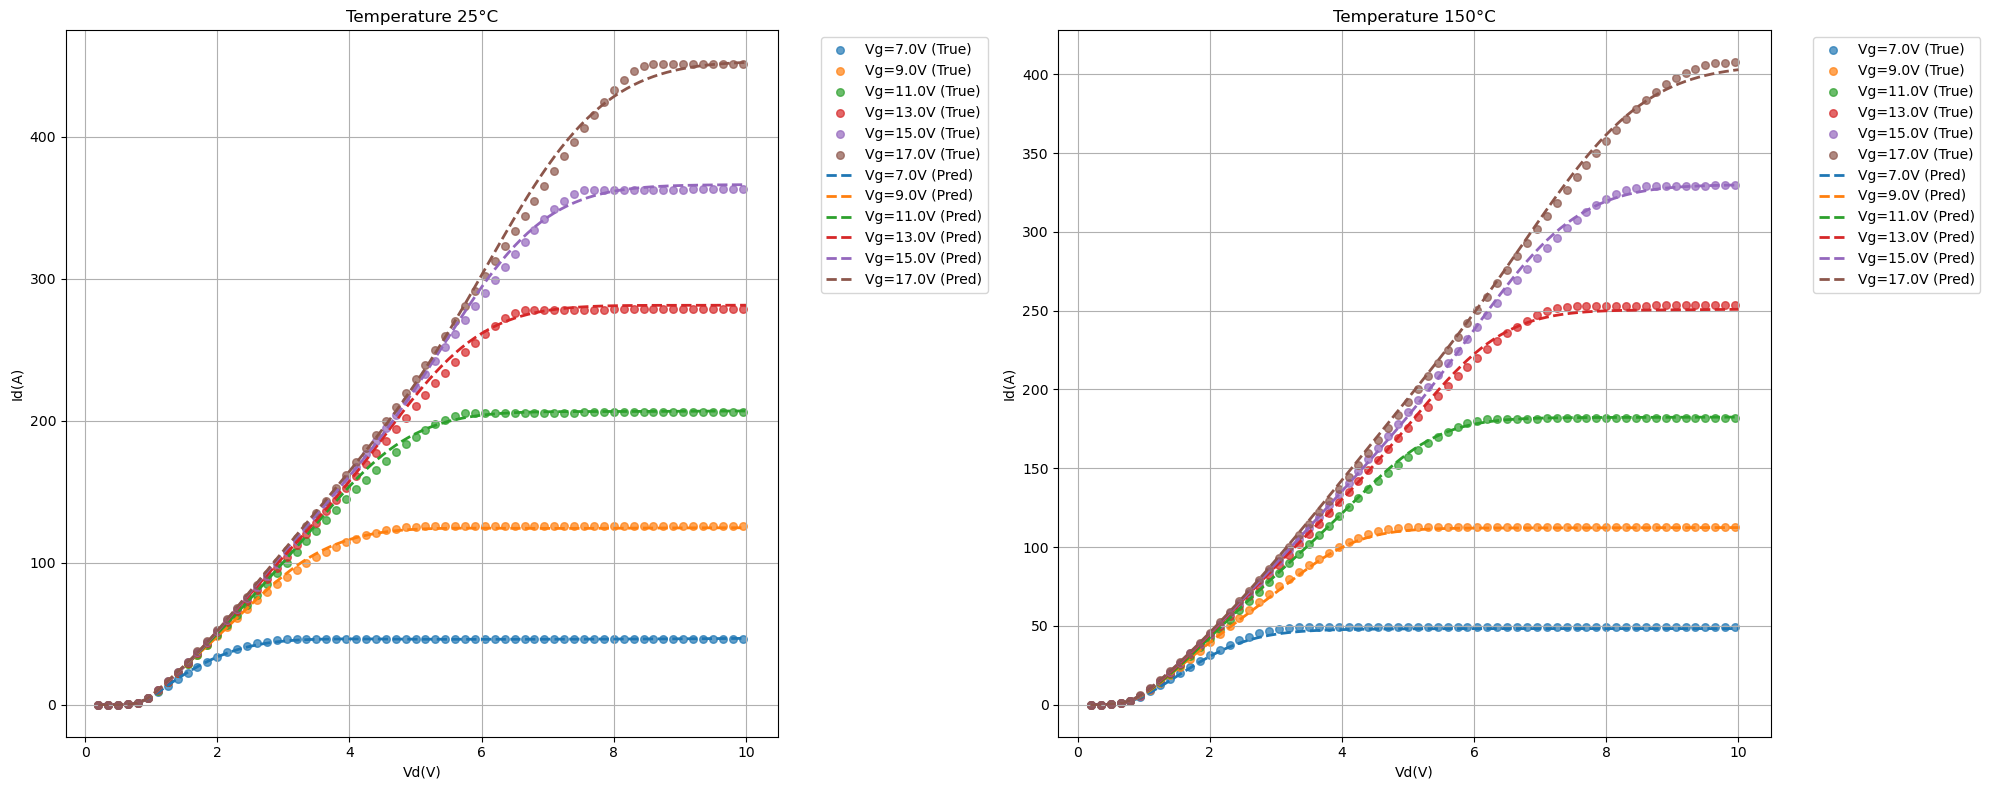 Temperature 25°C
Id(A)
400
300
200
100
0
0 2 4 6 8 10
Vd(V)
Vg=7.0V (True)
Vg=9.0V (True)
Vg=11.0V (True)
Vg=13.0V (True)
Vg=15.0V (True)
Vg=17.0V (True)
Vg=7.0V (Pred)
Vg=9.0V (Pred)
Vg=11.0V (Pred)
Vg=13.0V (Pred)
Vg=15.0V (Pred)
Vg=17.0V (Pred)
Temperature 150°C
Id(A)
400
350
300
250
200
150
100
50
0
0 2 4 6 8 10
Vd(V)
Vg=7.0V (True)
Vg=9.0V (True)
Vg=11.0V (True)
Vg=13.0V (True)
Vg=15.0V (True)
Vg=17.0V (True)
Vg=7.0V (Pred)
Vg=9.0V (Pred)
Vg=11.0V (Pred)
Vg=13.0V (Pred)
Vg=15.0V (Pred)
Vg=17.0V (Pred)